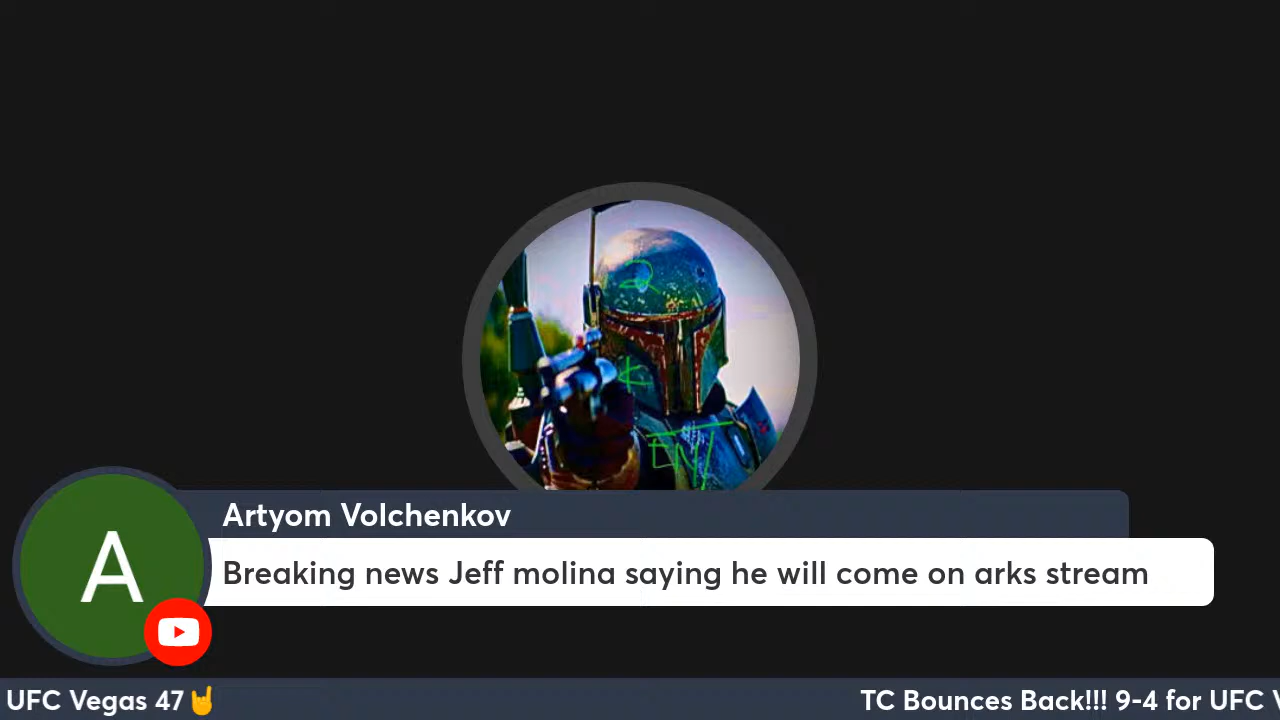 Artyom Volchenkov
A
Breaking news Jeff molina saying he will come on arks stream
UFC Vegas 47🤘
TC Bounces Back!!! 9-4 for UFC